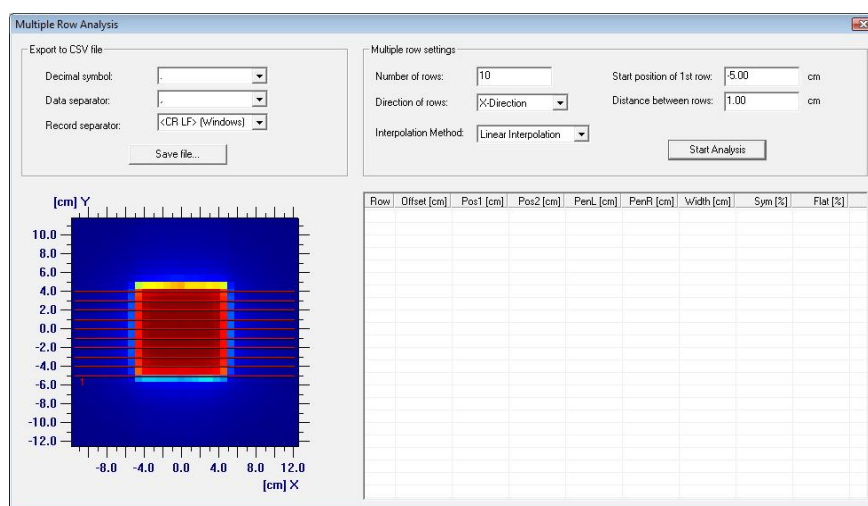 Multiple Row Analysis
Export to CSV file
Decimal symbol: .
Data separator: ,
Record separator: <CR LF> (Windows)
Save file...
Multiple row settings
Number of rows: 10
Start position of 1st row: -5.00 cm
Direction of rows: X-Direction
Distance between rows: 1.00 cm
Interpolation Method: Linear Interpolation
Start Analysis
[cm] Y
10.0
8.0
6.0
4.0
2.0
0.0
-2.0
-4.0
-6.0
-8.0
-10.0
-12.0
1
-8.0 -4.0 0.0 4.0 8.0 12.0
[cm] X
Row Offset [cm] Pos1 [cm] Pos2 [cm] PenL [cm] PenR [cm] Width [cm] Sym [%] Flat [%]